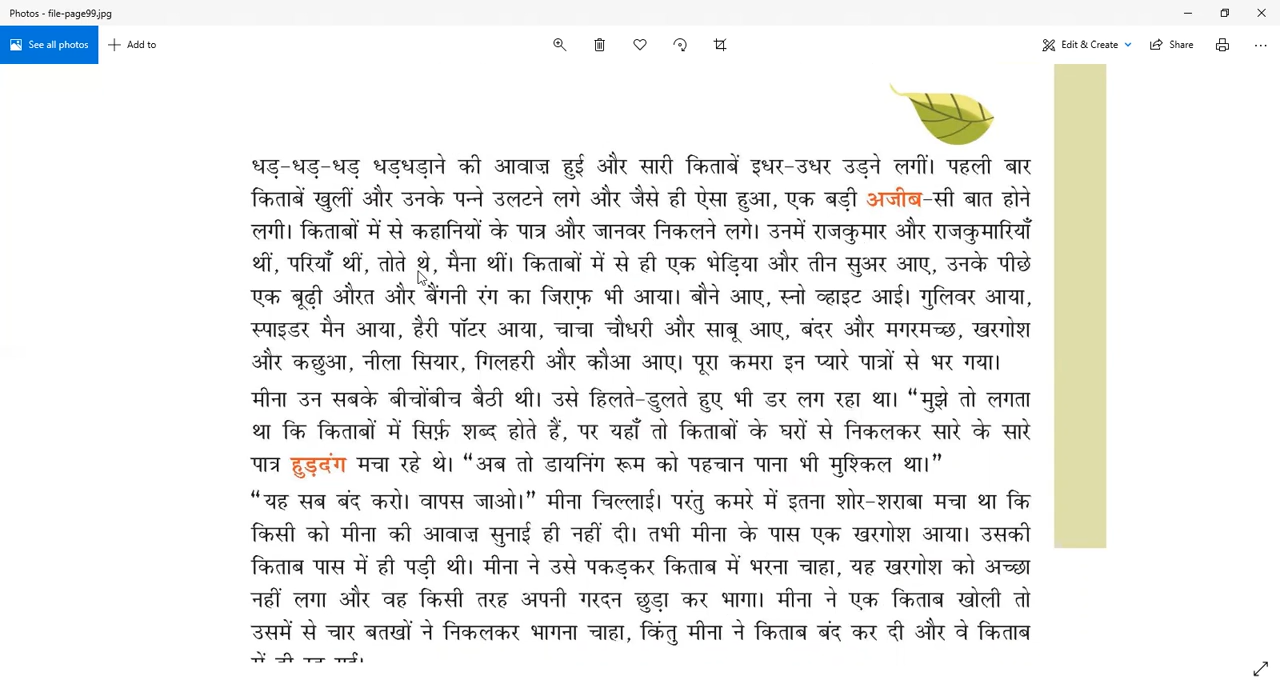 Photos - file-page99.jpg
See all photos
Add to
Edit & Create
Share
धड़-धड़-धड़ धड़धड़ाने की आवाज़ हुई और सारी किताबें इधर-उधर उड़ने लगीं। पहली बार
किताबें खुलीं और उनके पन्ने उलटने लगे और जैसे ही ऐसा हुआ, एक बड़ी अजीब-सी बात होने
लगी। किताबों में से कहानियों के पात्र और जानवर निकलने लगे। उनमें राजकुमार और राजकुमारियाँ
थीं, परियाँ थीं, तोते थे, मैना थीं। किताबों में से ही एक भेड़िया और तीन सुअर आए, उनके पीछे
एक बूढ़ी औरत और बैंगनी रंग का जिराफ़ भी आया। बौने आए, स्नो व्हाइट आई। गुलिवर आया,
स्पाइडर मैन आया, हैरी पॉटर आया, चाचा चौधरी और साबू आए, बंदर और मगरमच्छ, खरगोश
और कछुआ, नीला सियार, गिलहरी और कौआ आए। पूरा कमरा इन प्यारे पात्रों से भर गया।
मीना उन सबके बीचोंबीच बैठी थी। उसे हिलते-डुलते हुए भी डर लग रहा था। “मुझे तो लगता
था कि किताबों में सिर्फ़ शब्द होते हैं, पर यहाँ तो किताबों के घरों से निकलकर सारे के सारे
पात्र हुड़दंग मचा रहे थे। “अब तो डायनिंग रूम को पहचान पाना भी मुश्किल था।”
“यह सब बंद करो। वापस जाओ।” मीना चिल्लाई। परंतु कमरे में इतना शोर-शराबा मचा था कि
किसी को मीना की आवाज़ सुनाई ही नहीं दी। तभी मीना के पास एक खरगोश आया। उसकी
किताब पास में ही पड़ी थी। मीना ने उसे पकड़कर किताब में भरना चाहा, यह खरगोश को अच्छा
नहीं लगा और वह किसी तरह अपनी गरदन छुड़ा कर भागा। मीना ने एक किताब खोली तो
उसमें से चार बतखों ने निकलकर भागना चाहा, किंतु मीना ने किताब बंद कर दी और वे किताब